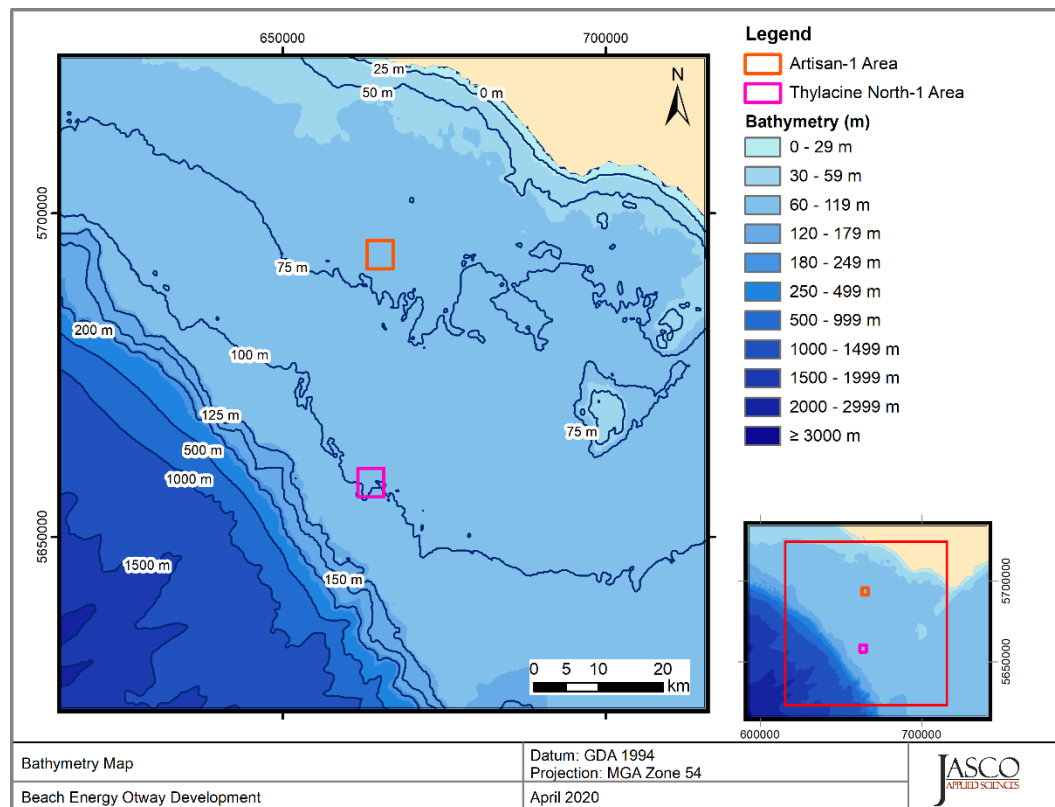 650000
700000
5700000
5650000
25 m
50 m
0 m
75 m
100 m
200 m
125 m
500 m
1000 m
75 m
1500 m
150 m
N
0 5 10 20
km
Legend
Artisan-1 Area
Thylacine North-1 Area
Bathymetry (m)
0 - 29 m
30 - 59 m
60 - 119 m
120 - 179 m
180 - 249 m
250 - 499 m
500 - 999 m
1000 - 1499 m
1500 - 1999 m
2000 - 2999 m
≥ 3000 m
5700000
5650000
600000
700000
Bathymetry Map
Datum: GDA 1994
Projection: MGA Zone 54
Beach Energy Otway Development
April 2020
JASCO
APPLIED SCIENCES